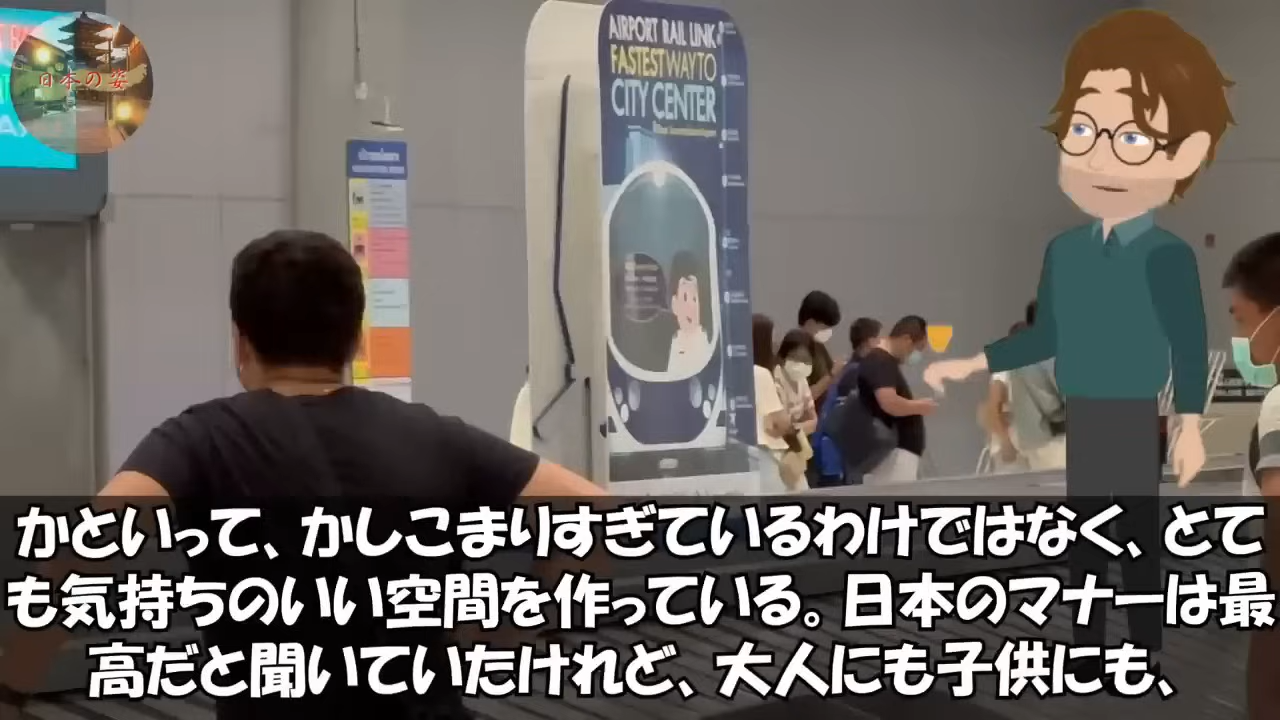 日本の姿
AIRPORT RAIL LINK
FASTEST WAY TO
CITY CENTER
かといって、かしこまりすぎているわけではなく、とて
も気持ちのいい空間を作っている。日本のマナーは最
高だと聞いていたけれど、大人にも子供にも、